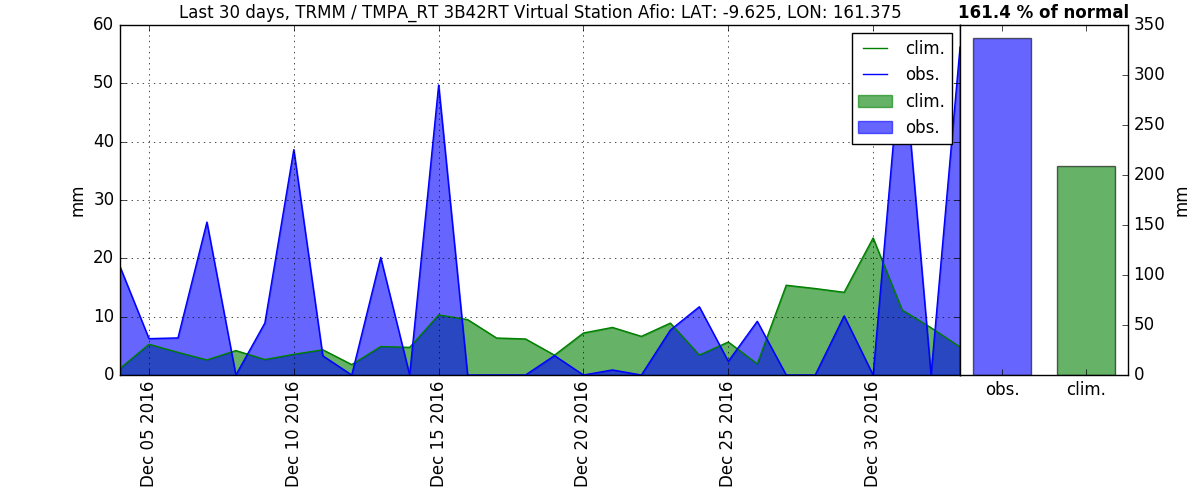 Last 30 days, TRMM / TMPA_RT 3B42RT Virtual Station Afio: LAT: -9.625, LON: 161.375
161.4 % of normal
60
50
40
30
20
10
0
mm
clim.
obs.
clim.
obs.
Dec 05 2016
Dec 10 2016
Dec 15 2016
Dec 20 2016
Dec 25 2016
Dec 30 2016
350
300
250
200
150
100
50
0
mm
obs.
clim.